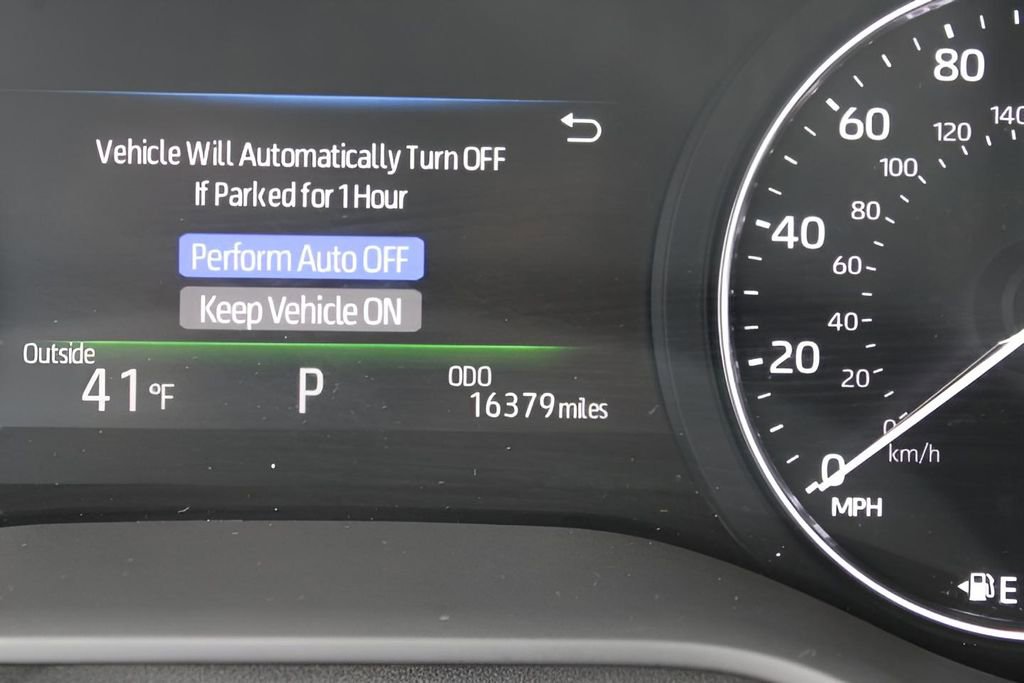 Vehicle Will Automatically Turn OFF
If Parked for 1 Hour
Perform Auto OFF
Keep Vehicle ON
Outside
41°F
P
ODO
16379 miles
80
60
40
20
0
MPH
140
120
100
80
60
40
20
0
km/h
E